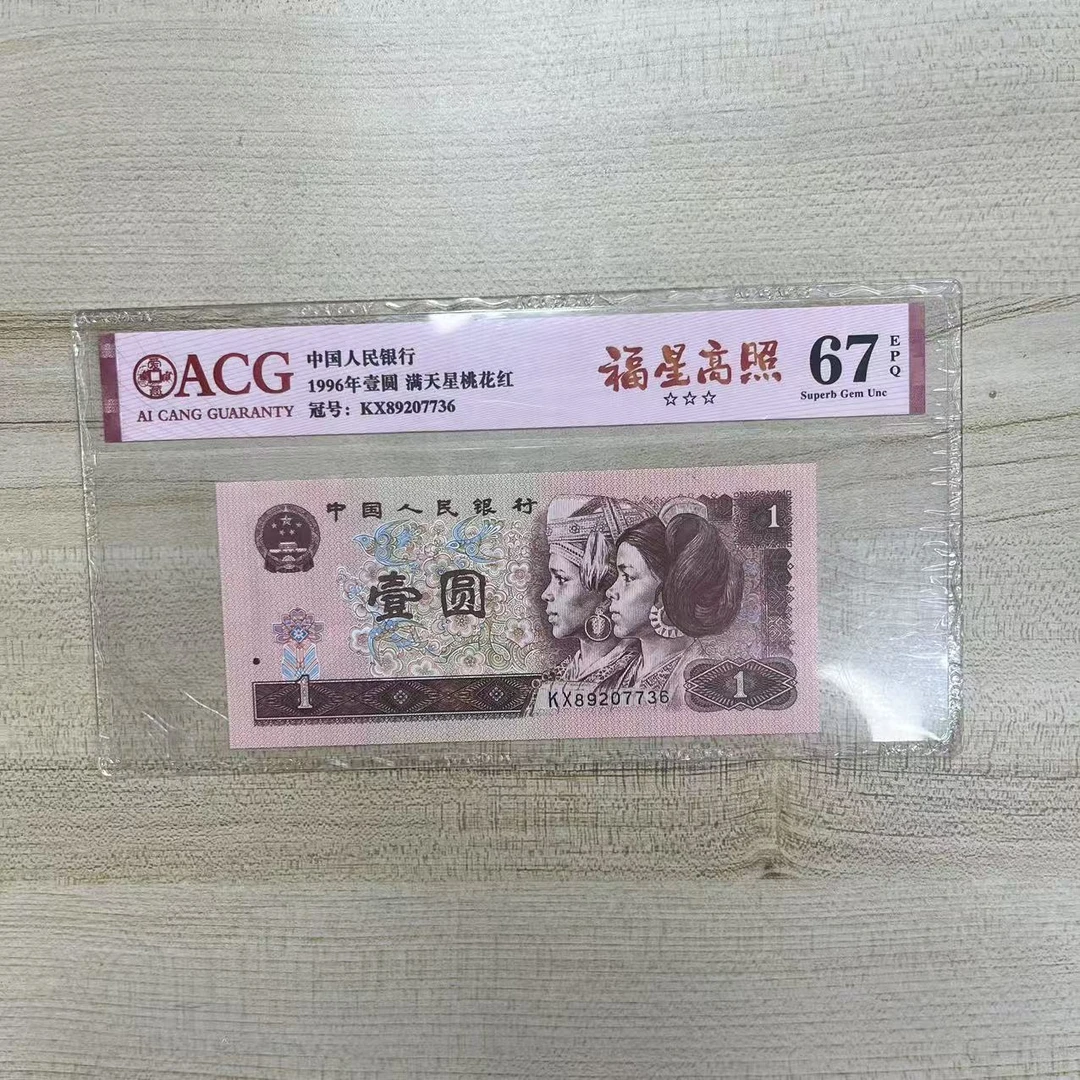 ACG
AI CANG GUARANTY
中国人民银行
1996年壹圆 满天星桃花红
冠号：KX89207736
福星高照
☆☆☆
67
EPQ
Superb Gem Unc
中国人民银行
1
壹圆
1
KX89207736
1